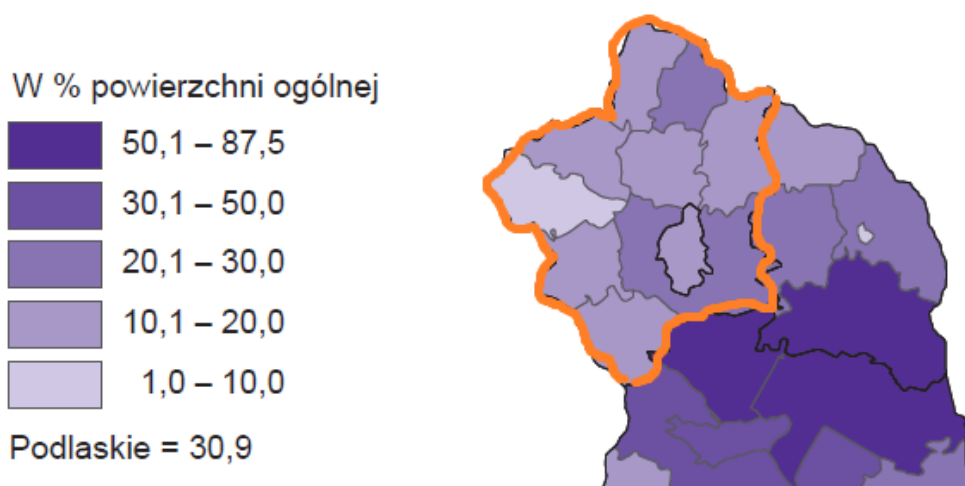 W % powierzchni ogólnej
50,1 – 87,5
30,1 – 50,0
20,1 – 30,0
10,1 – 20,0
1,0 – 10,0
Podlaskie = 30,9